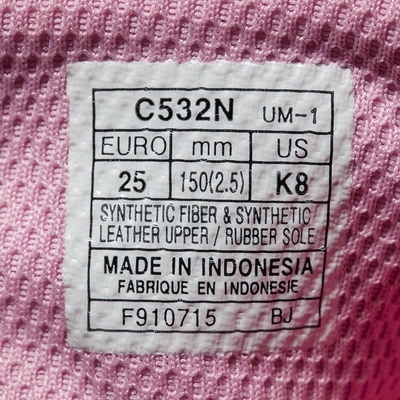 C532N UM-1
EURO mm US
25 150(2.5) K8
SYNTHETIC FIBER & SYNTHETIC
LEATHER UPPER / RUBBER SOLE
MADE IN INDONESIA
FABRIQUE EN INDONESIE
F910715 BJ